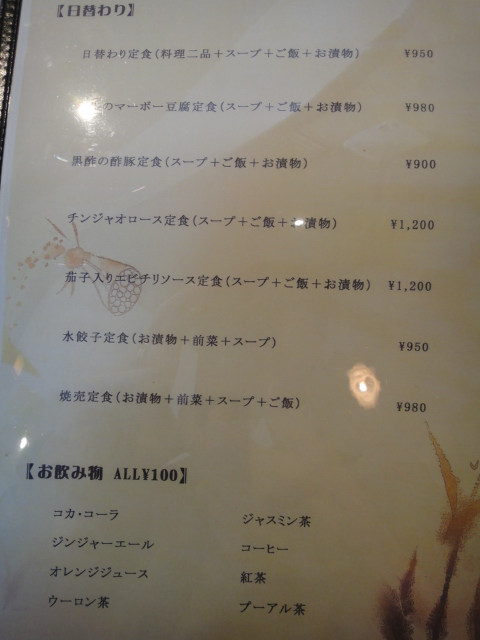 【日替わり】
日替わり定食(料理二品+スープ+ご飯+お漬物) ¥950
のマーボー豆腐定食(スープ+ご飯+お漬物) ¥980
黒酢の酢豚定食(スープ+ご飯+お漬物) ¥900
チンジャオロース定食(スープ+ご飯+お漬物) ¥1,200
茄子入りエビチリソース定食(スープ+ご飯+お漬物) ¥1,200
水餃子定食(お漬物+前菜+スープ) ¥950
焼売定食(お漬物+前菜+スープ+ご飯) ¥980
【お飲み物 ALL¥100】
コカ・コーラ ジャスミン茶
ジンジャーエール コーヒー
オレンジジュース 紅茶
ウーロン茶 プーアル茶